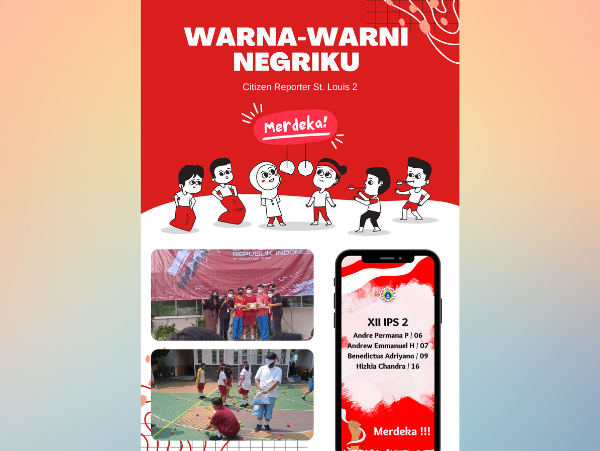 WARNA-WARNI
NEGRIKU
Citizen Reporter St. Louis 2
Merdeka!
REPUBLIK INDONES
XII IPS 2
Andre Permana P / 06
Andrew Emmanuel H / 07
Benedictus Adriyano / 09
Hizkia Chandra / 16
Merdeka !!!